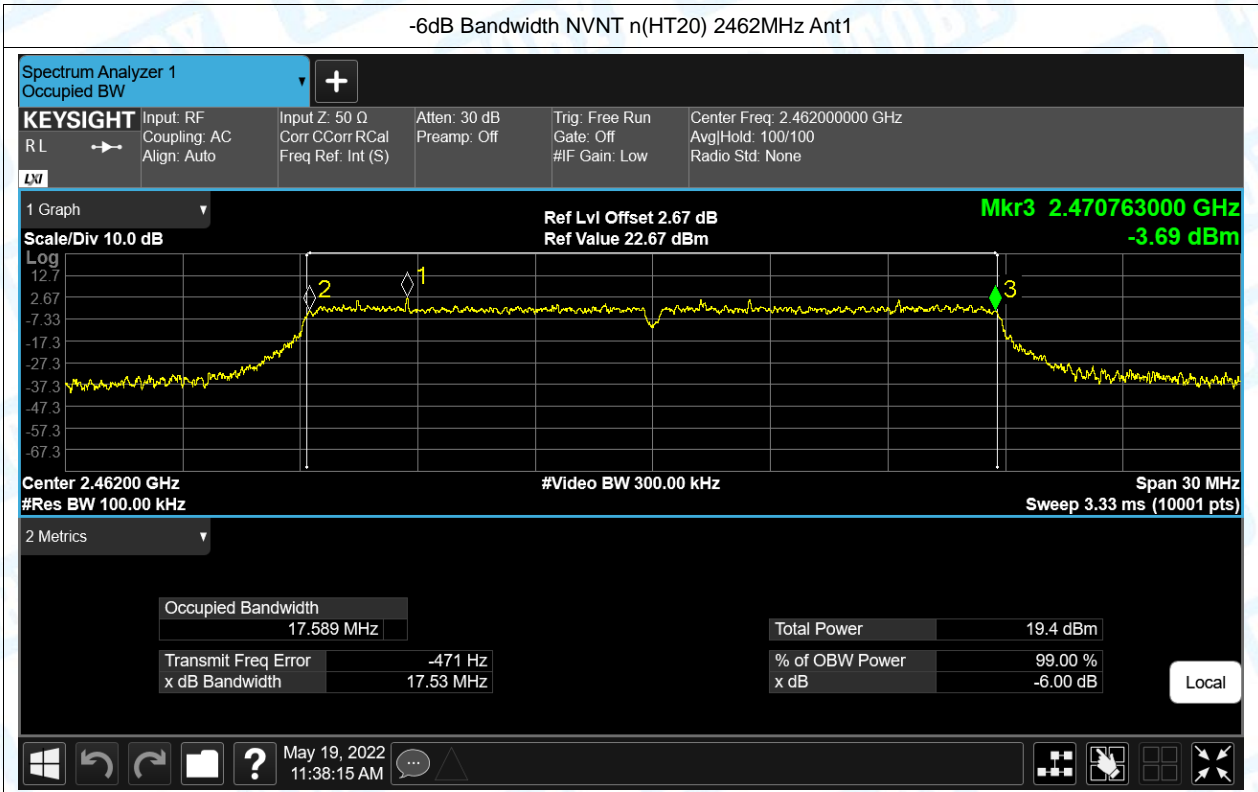 -6dB Bandwidth NVNT n(HT20) 2462MHz Ant1
Spectrum Analyzer 1
Occupied BW
KEYSIGHT
R L
LXI
Input: RF
Coupling: AC
Align: Auto
Input Z: 50 Ω
Corr CCorr RCal
Freq Ref: Int (S)
Atten: 30 dB
Preamp: Off
Trig: Free Run
Gate: Off
#IF Gain: Low
Center Freq: 2.462000000 GHz
Avg|Hold: 100/100
Radio Std: None
1 Graph
Scale/Div 10.0 dB
Ref Lvl Offset 2.67 dB
Ref Value 22.67 dBm
Mkr3 2.470763000 GHz
-3.69 dBm
Log
12.7
2.67
-7.33
-17.3
-27.3
-37.3
-47.3
-57.3
-67.3
2
1
3
Center 2.46200 GHz
#Res BW 100.00 kHz
#Video BW 300.00 kHz
Span 30 MHz
Sweep 3.33 ms (10001 pts)
2 Metrics
Occupied Bandwidth
17.589 MHz
Transmit Freq Error -471 Hz
x dB Bandwidth 17.53 MHz
Total Power 19.4 dBm
% of OBW Power 99.00 %
x dB -6.00 dB
Local
May 19, 2022
11:38:15 AM